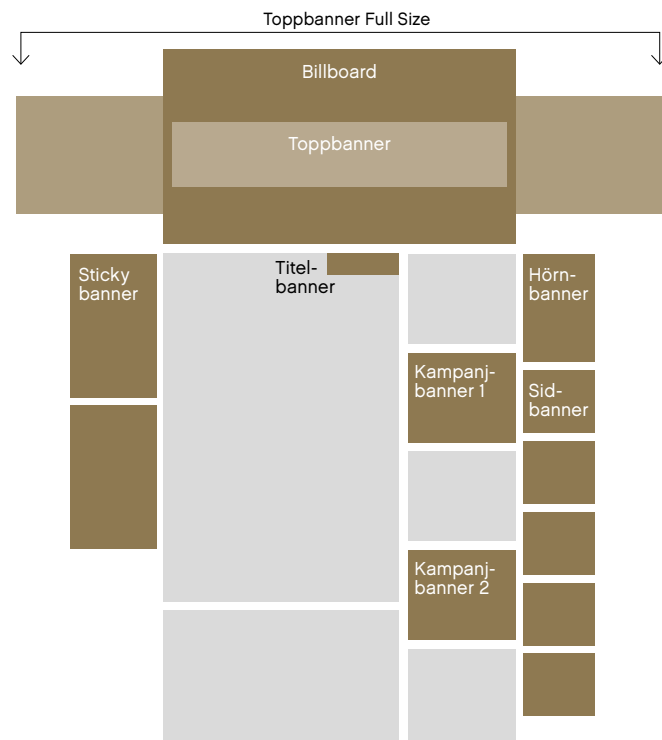 Toppbanner Full Size
Billboard
Toppbanner
Sticky
banner
Titel-
banner
Hörn-
banner
Kampanj-
banner 1
Sid-
banner
Kampanj-
banner 2